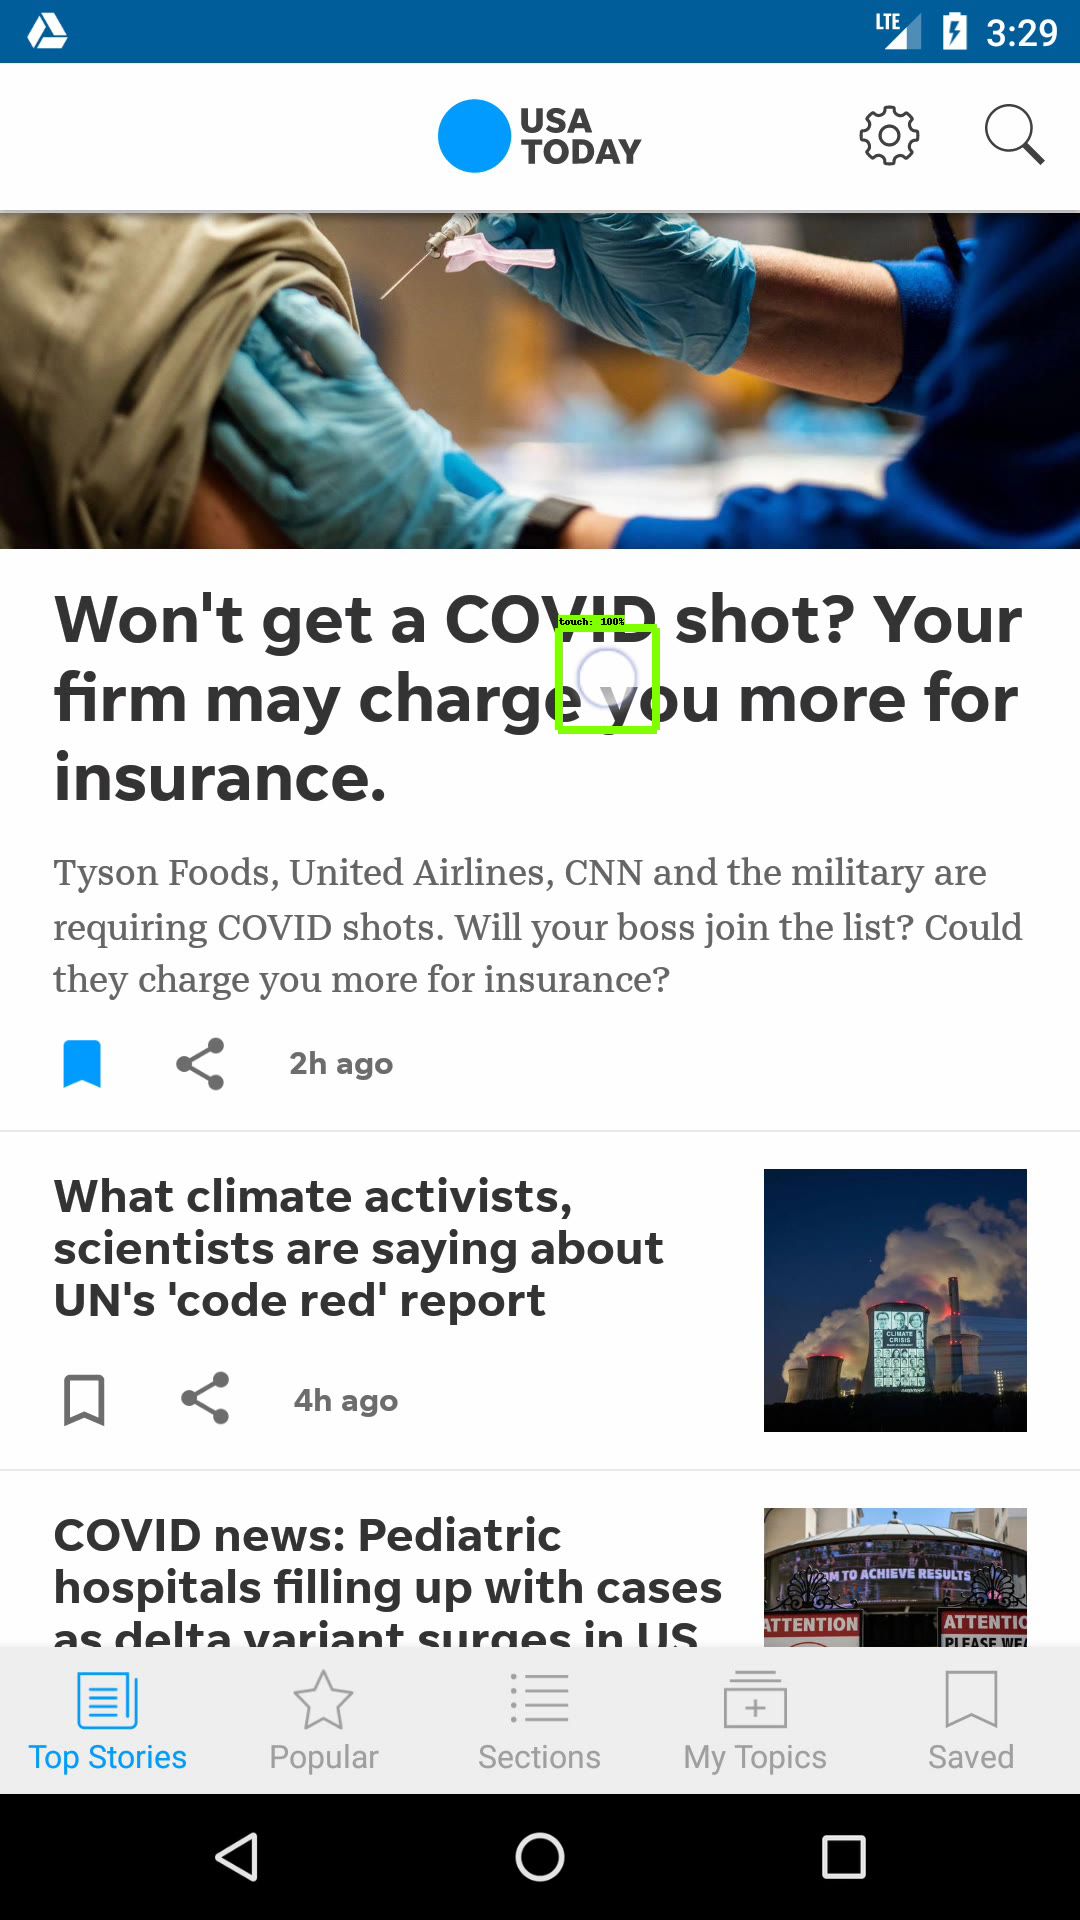 LTE
3:29
USA
TODAY
Won't get a COVID shot? Your
touch: 100%
firm may charge you more for
insurance.
Tyson Foods, United Airlines, CNN and the military are
requiring COVID shots. Will your boss join the list? Could
they charge you more for insurance?
2h ago
What climate activists,
scientists are saying about
UN's 'code red' report
CLIMATE
CRISIS
4h ago
COVID news: Pediatric
hospitals filling up with cases
as delta variant surges in US
TO ACHIEVE RESULTS
ATTENTION
PLEASE
Top Stories
Popular
Sections
My Topics
Saved